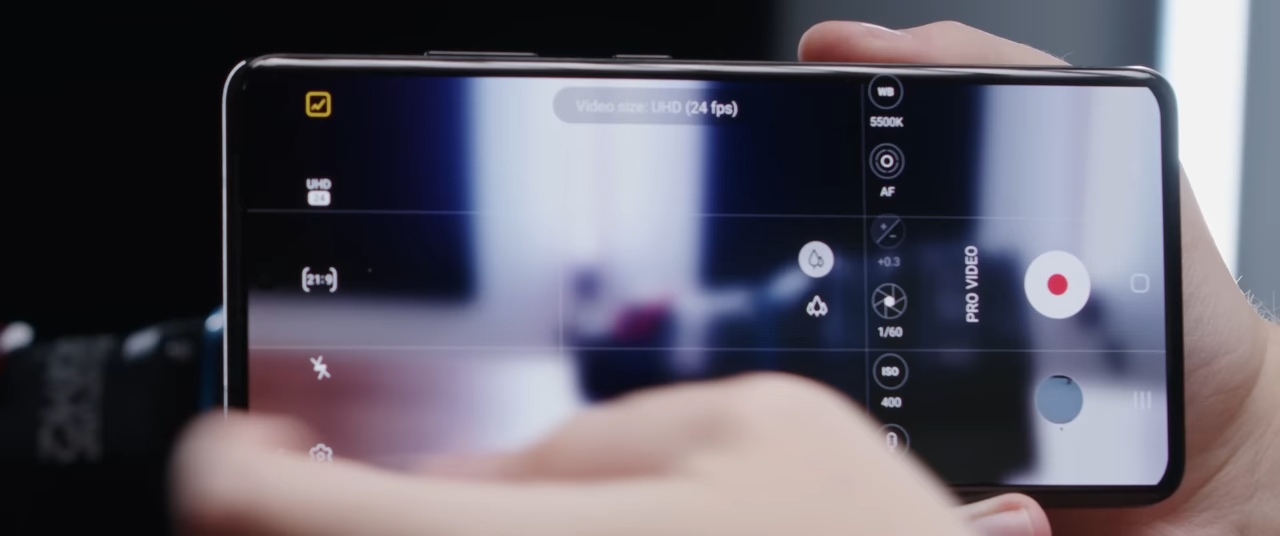 Video size: UHD (24 fps)
UHD
24
21:9
WB
5500K
AF
+0.3
1/60
ISO
400
PRO VIDEO